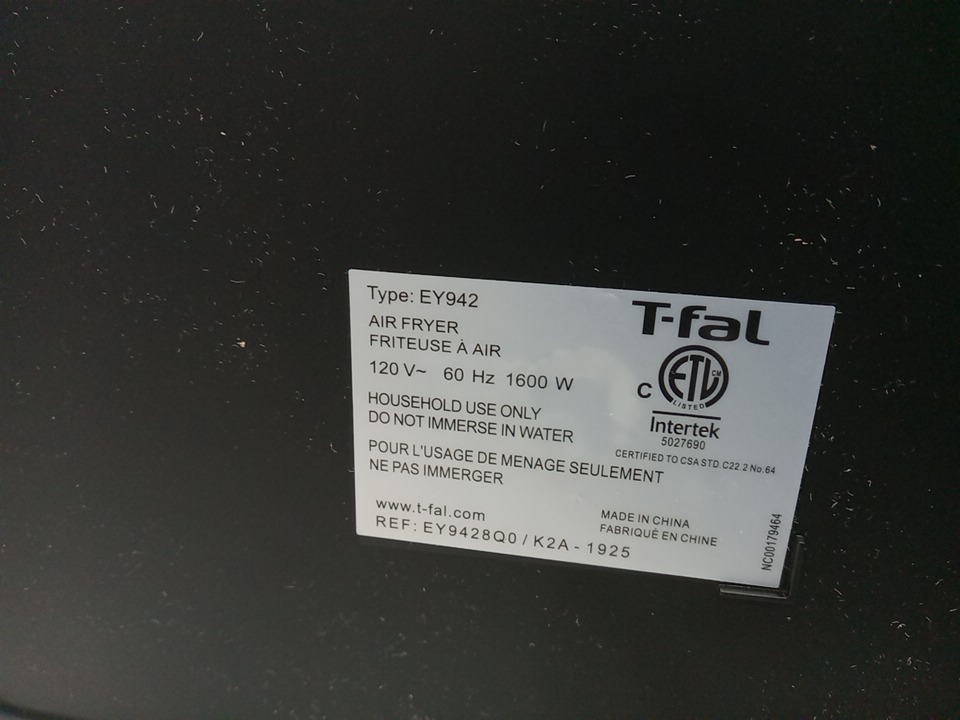 Type: EY942
AIR FRYER
FRITEUSE À AIR
120 V~ 60 Hz 1600 W
HOUSEHOLD USE ONLY
DO NOT IMMERSE IN WATER
POUR L'USAGE DE MENAGE SEULEMENT
NE PAS IMMERGER
www.t-fal.com
REF: EY9428Q0 / K2A - 1925
T-fal
C ETL CM
LISTED
Intertek
5027690
CERTIFIED TO CSA STD. C22.2 No.64
MADE IN CHINA
FABRIQUÉ EN CHINE
NC00179464